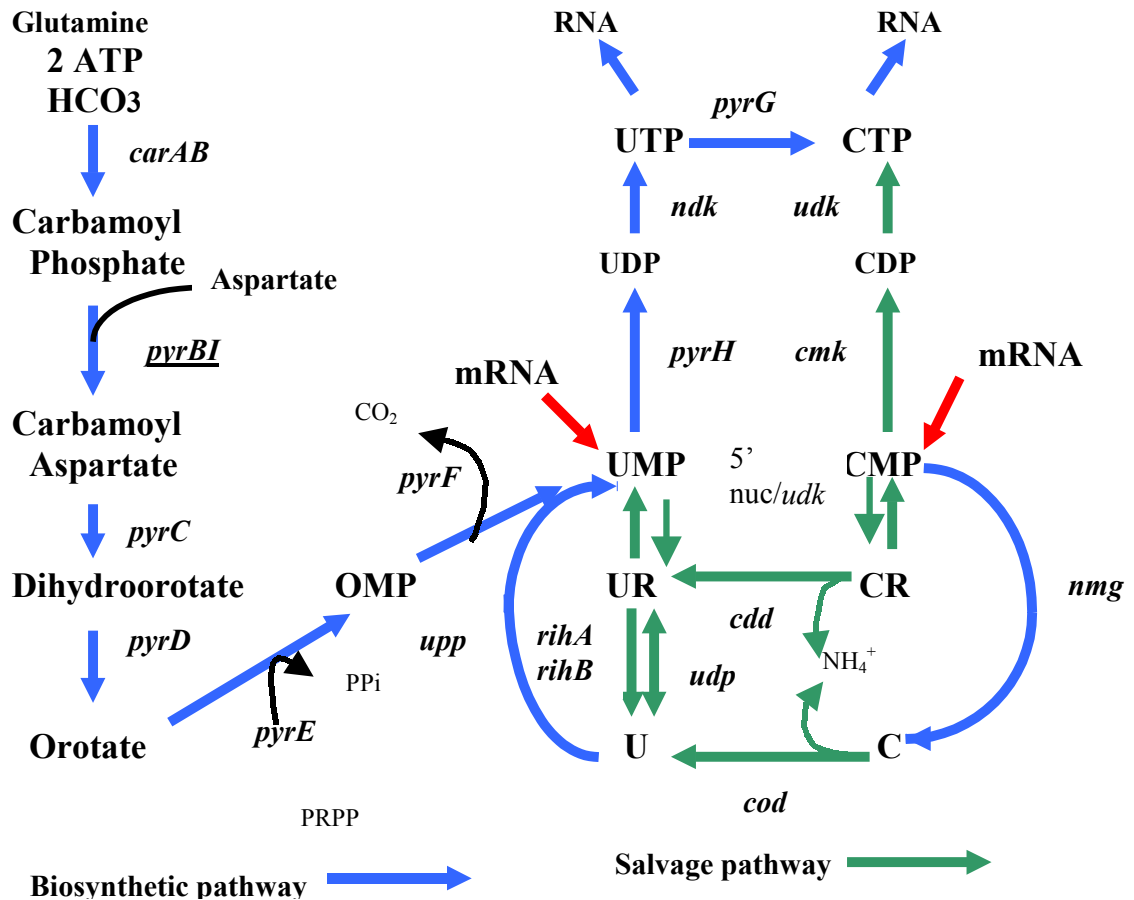 Glutamine
2 ATP
HCO3
carAB
Carbamoyl
Phosphate
Aspartate
pyrBI
Carbamoyl
Aspartate
pyrC
Dihydroorotate
pyrD
Orotate
pyrE
PPi
PRPP
OMP
CO₂
pyrF
upp
RNA
RNA
pyrG
UTP
CTP
ndk
udk
UDP
CDP
pyrH
cmk
mRNA
mRNA
UMP
5’
nuc/udk
CMP
UR
CR
cdd
nmg
rihA
rihB
udp
NH₄⁺
U
C
cod
Biosynthetic pathway
Salvage pathway